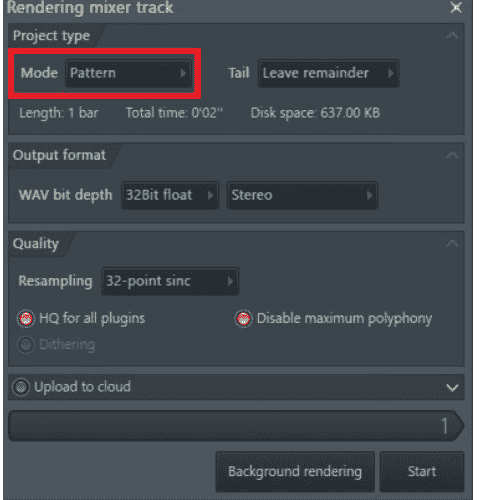 Rendering mixer track
Project type
Mode Pattern Tail Leave remainder
Length: 1 bar Total time: 0'02" Disk space: 637.00 KB
Output format
WAV bit depth 32Bit float Stereo
Quality
Resampling 32-point sinc
HQ for all plugins Disable maximum polyphony
Dithering
Upload to cloud
1
Background rendering Start